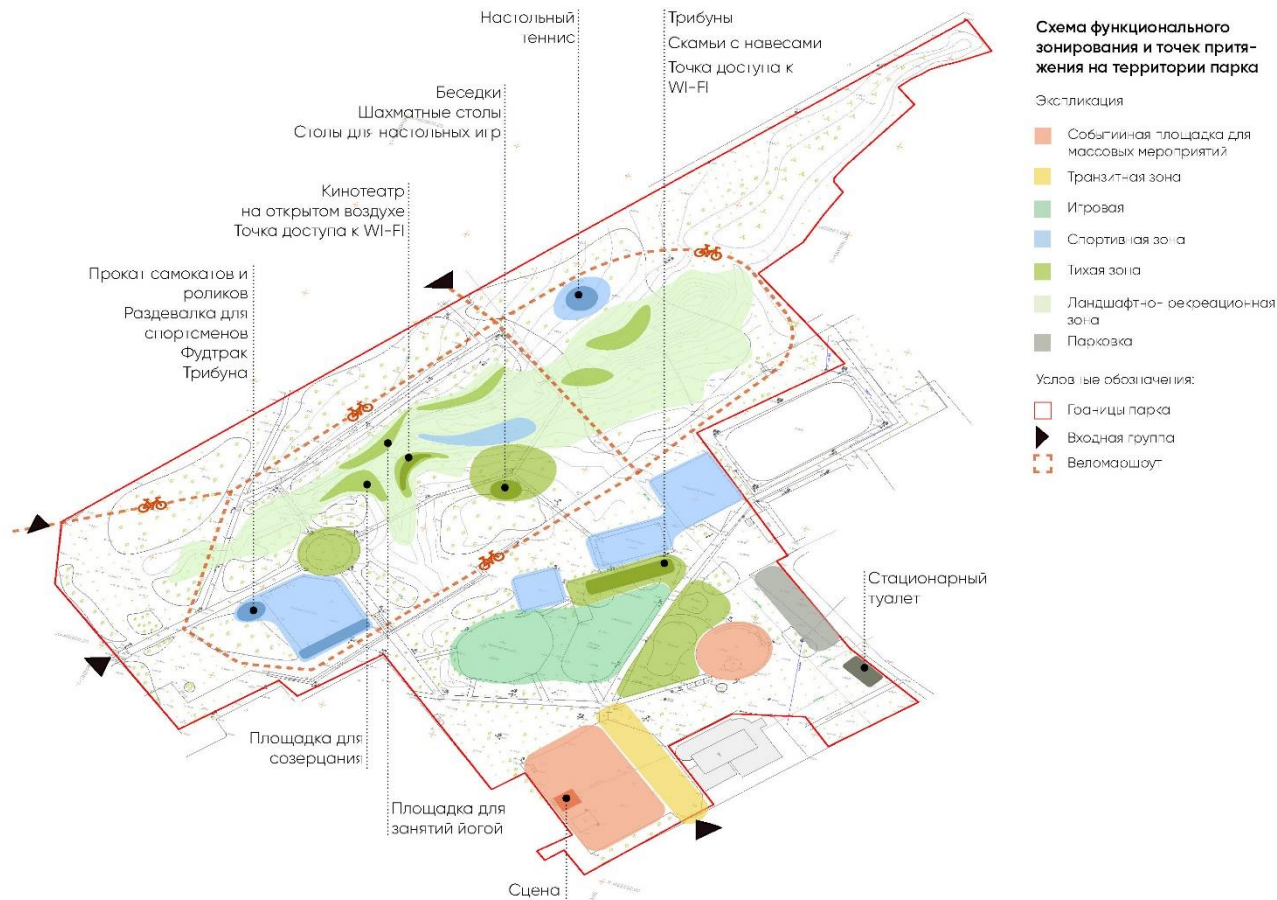 Настольный
теннис
Трибуны
Скамьи с навесами
Точка доступа к
WI-FI
Беседки
Шахматные столы
Столы для настольных игр
Кинотеатр
на открытом воздухе
Точка доступа к WI-FI
Прокат самокатов и
роликов
Раздевалка для
спортсменов
Фудтрак
Трибуна
Стационарный
туалет
Площадка для
созерцания
Площадка для
занятий йогой
Сцена
Схема функционального
зонирования и точек притя-
жения на территории парка
Экспликация
Событийная площадка для
массовых мероприятий
Транзитная зона
Игровая
Спортивная зона
Тихая зона
Ландшафтно- рекреационная
зона
Парковка
Условные обозначения:
Границы парка
Входная группа
Веломаршрут